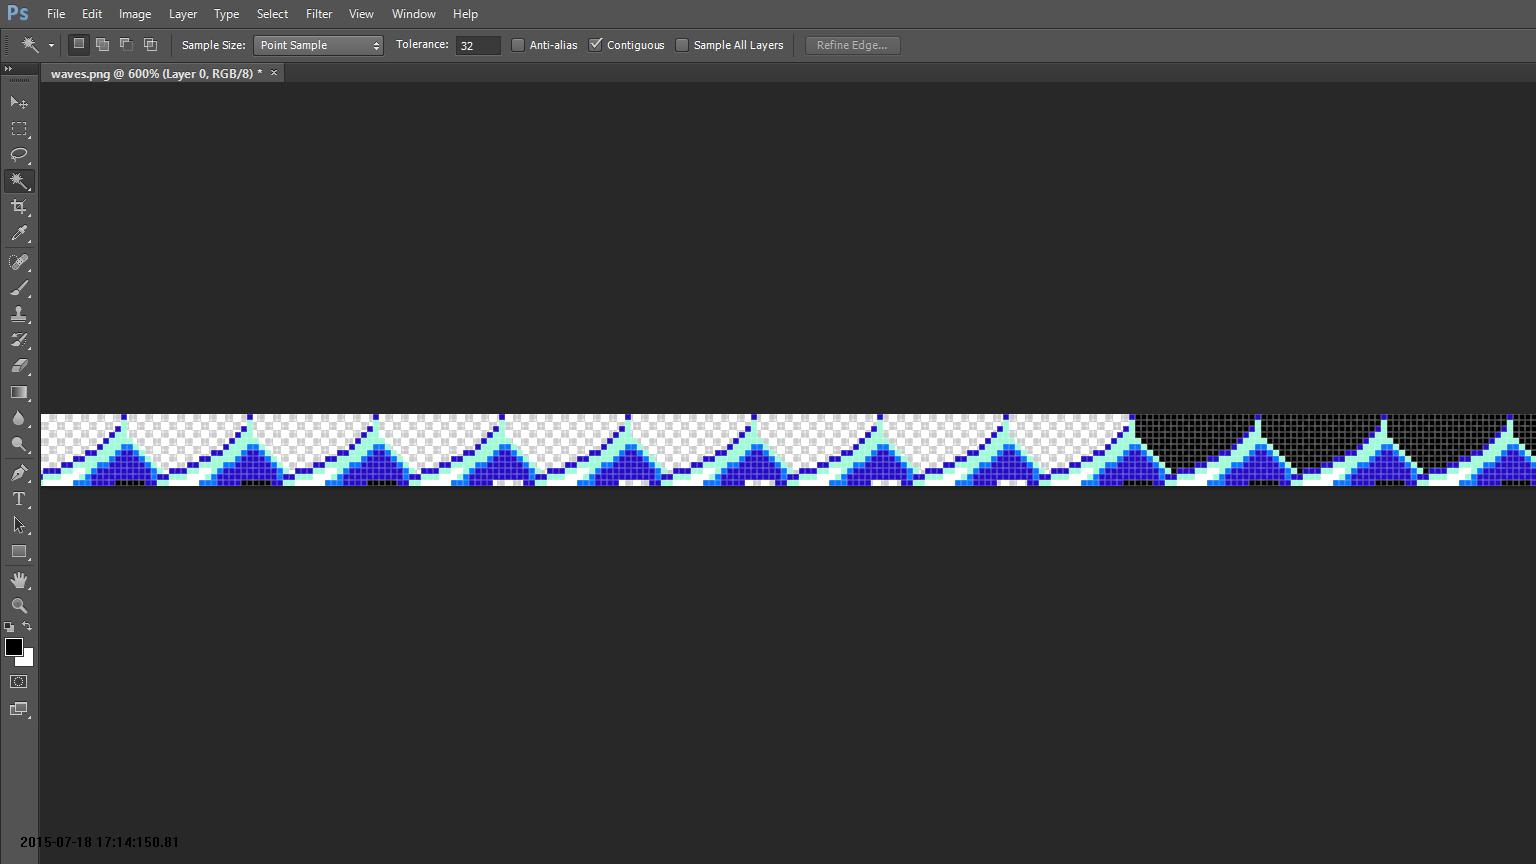 Ps File Edit Image Layer Type Select Filter View Window Help
Sample Size: Point Sample Tolerance: 32 Anti-alias Contiguous Sample All Layers Refine Edge...
waves.png @ 600% (Layer 0, RGB/8) * ×
T
2015-07-18 17:14:150.81